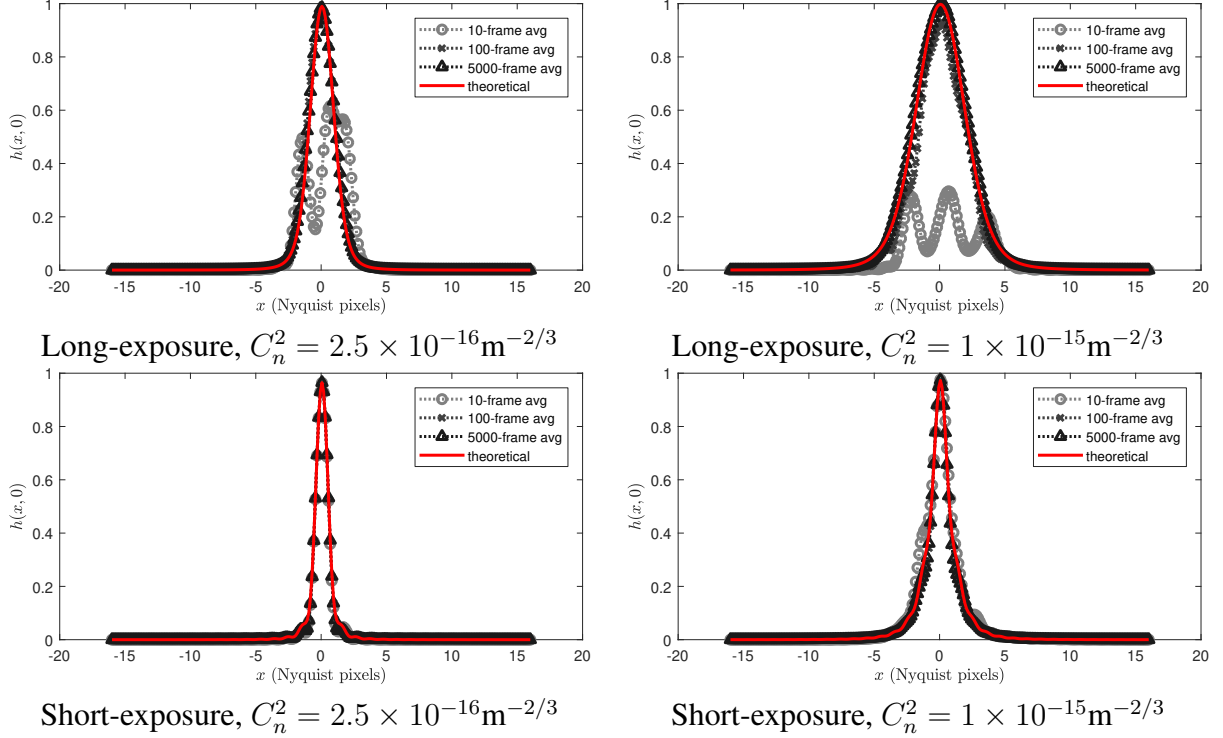 1
0.8
0.6
0.4
0.2
0
h(x, 0)
-20 -15 -10 -5 0 5 10 15 20
x (Nyquist pixels)
10-frame avg
100-frame avg
5000-frame avg
theoretical
Long-exposure, C_n^2 = 2.5 × 10^{-16}m^{-2/3}
1
0.8
0.6
0.4
0.2
0
h(x, 0)
-20 -15 -10 -5 0 5 10 15 20
x (Nyquist pixels)
10-frame avg
100-frame avg
5000-frame avg
theoretical
Long-exposure, C_n^2 = 1 × 10^{-15}m^{-2/3}
1
0.8
0.6
0.4
0.2
0
h(x, 0)
-20 -15 -10 -5 0 5 10 15 20
x (Nyquist pixels)
10-frame avg
100-frame avg
5000-frame avg
theoretical
Short-exposure, C_n^2 = 2.5 × 10^{-16}m^{-2/3}
1
0.8
0.6
0.4
0.2
0
h(x, 0)
-20 -15 -10 -5 0 5 10 15 20
x (Nyquist pixels)
10-frame avg
100-frame avg
5000-frame avg
theoretical
Short-exposure, C_n^2 = 1 × 10^{-15}m^{-2/3}